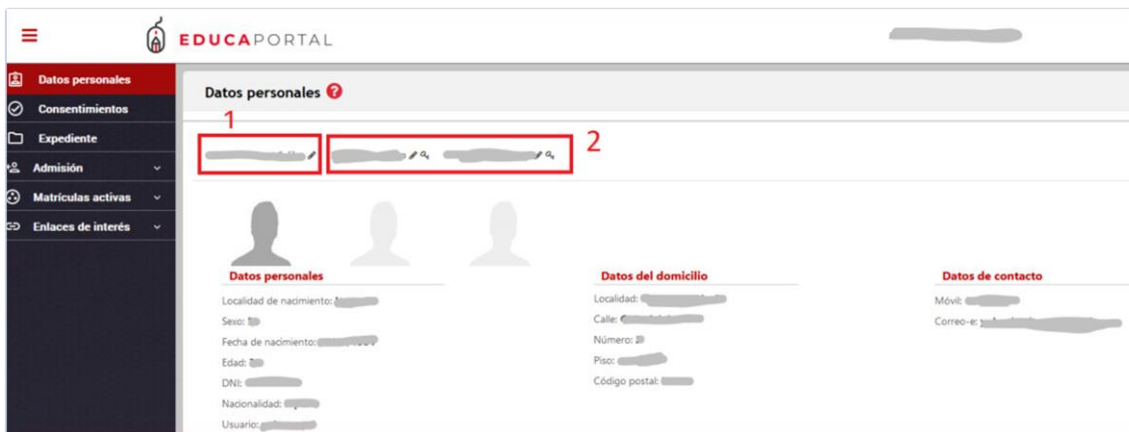 EDUCAPORTAL
Datos personales
Consentimientos
Expediente
Admisión
Matrículas activas
Enlaces de interés
Datos personales ?
1
2
Datos personales
Localidad de nacimiento:
Sexo:
Fecha de nacimiento:
Edad:
DNI:
Nacionalidad:
Usuario:
Datos del domicilio
Localidad:
Calle:
Número:
Piso:
Código postal:
Datos de contacto
Móvil:
Correo-e: